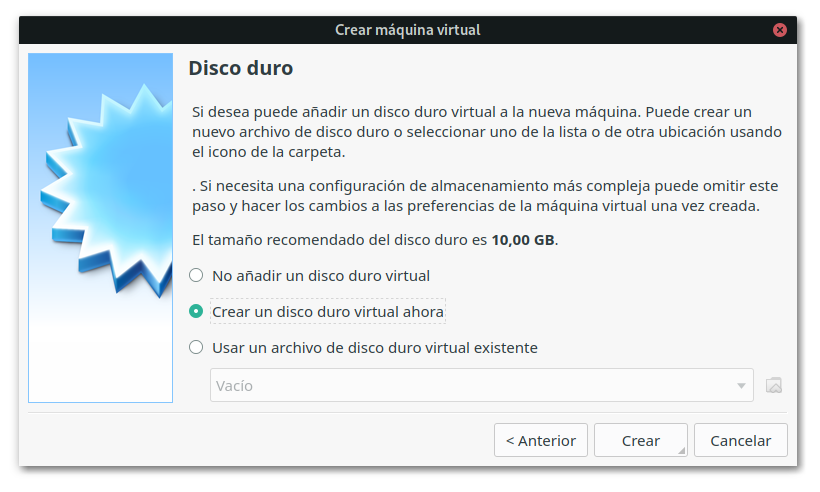 Crear máquina virtual
Disco duro
Si desea puede añadir un disco duro virtual a la nueva máquina. Puede crear un
nuevo archivo de disco duro o seleccionar uno de la lista o de otra ubicación usando
el icono de la carpeta.
. Si necesita una configuración de almacenamiento más compleja puede omitir este
paso y hacer los cambios a las preferencias de la máquina virtual una vez creada.
El tamaño recomendado del disco duro es 10,00 GB.
No añadir un disco duro virtual
Crear un disco duro virtual ahora
Usar un archivo de disco duro virtual existente
Vacío
< Anterior
Crear
Cancelar